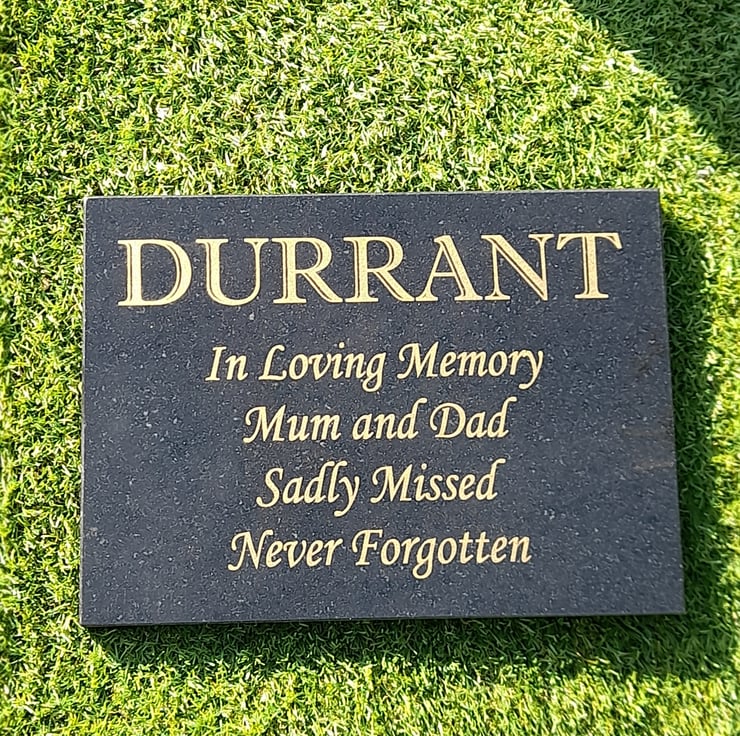 DURRANT
In Loving Memory
Mum and Dad
Sadly Missed
Never Forgotten